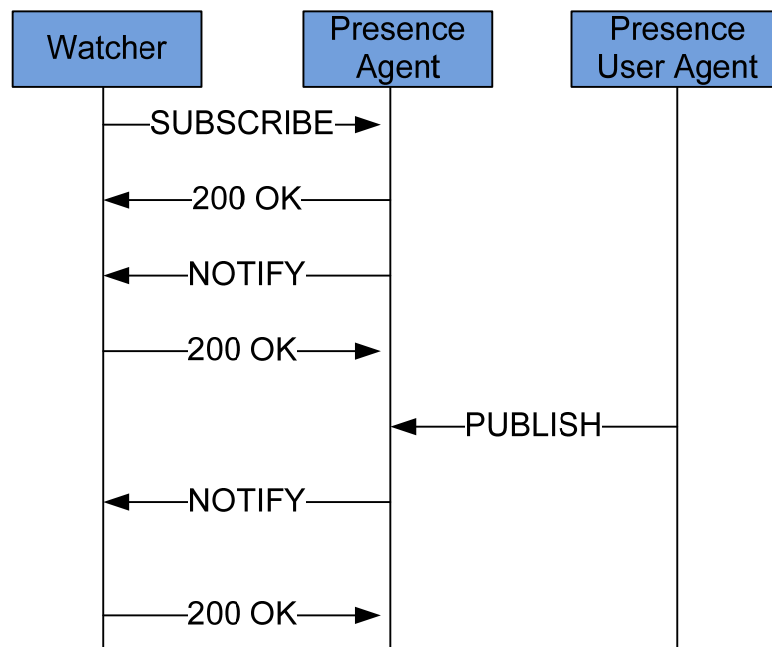 Watcher
Presence
Agent
Presence
User Agent
SUBSCRIBE
200 OK
NOTIFY
200 OK
PUBLISH
NOTIFY
200 OK